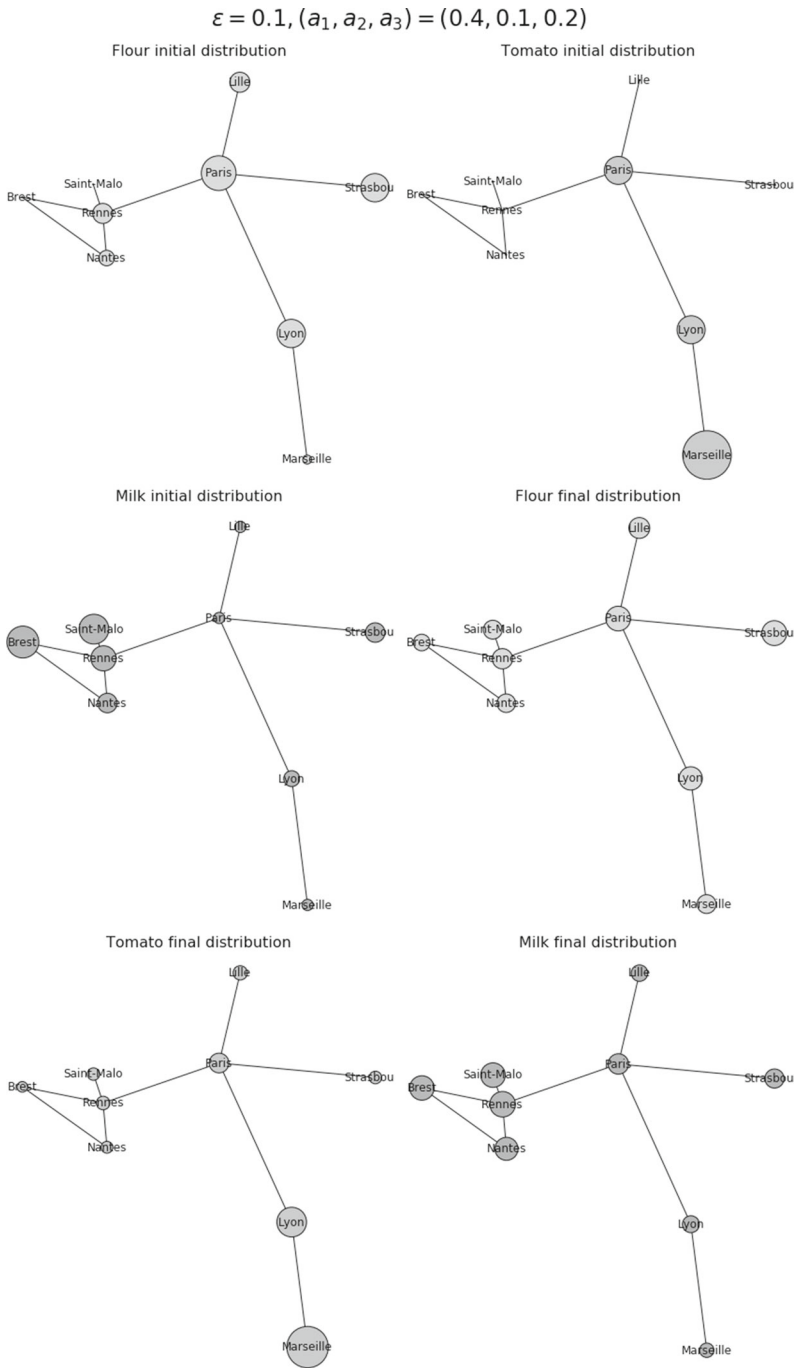 ε = 0.1, (a₁, a₂, a₃) = (0.4, 0.1, 0.2)
Flour initial distribution
Lille
Paris
Saint-Malo
Strasbou
Brest
Rennes
Nantes
Lyon
Marseille
Tomato initial distribution
Lille
Paris
Saint-Malo
Strasbou
Brest
Rennes
Nantes
Lyon
Marseille
Milk initial distribution
Lille
Paris
Saint-Malo
Strasbou
Brest
Rennes
Nantes
Lyon
Marseille
Flour final distribution
Lille
Paris
Saint-Malo
Strasbou
Brest
Rennes
Nantes
Lyon
Marseille
Tomato final distribution
Lille
Paris
Saint-Malo
Strasbou
Brest
Rennes
Nantes
Lyon
Marseille
Milk final distribution
Lille
Paris
Saint-Malo
Strasbou
Brest
Rennes
Nantes
Lyon
Marseille